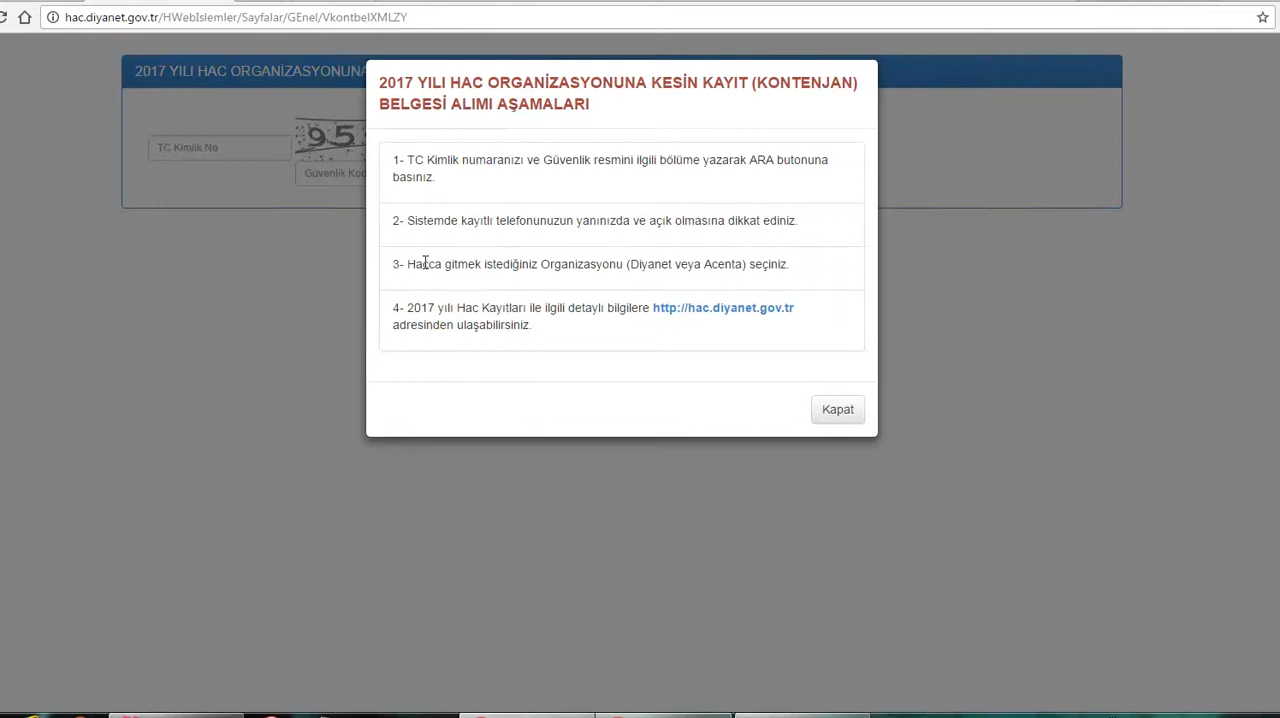 hac.diyanet.gov.tr/HWebIslemler/Sayfalar/GEnel/VkontbelXMLZY
2017 YILI HAC ORGANİZASYONUNA
TC Kimlik No
95
Güvenlik Kod
2017 YILI HAC ORGANİZASYONUNA KESİN KAYIT (KONTENJAN)
BELGESİ ALIMI AŞAMALARI
1- TC Kimlik numaranızı ve Güvenlik resmini ilgili bölüme yazarak ARA butonuna
basınız.
2- Sistemde kayıtlı telefonunuzun yanınızda ve açık olmasına dikkat ediniz.
3- Hacca gitmek istediğiniz Organizasyonu (Diyanet veya Acenta) seçiniz.
4- 2017 yılı Hac Kayıtları ile ilgili detaylı bilgilere http://hac.diyanet.gov.tr
adresinden ulaşabilirsiniz.
Kapat